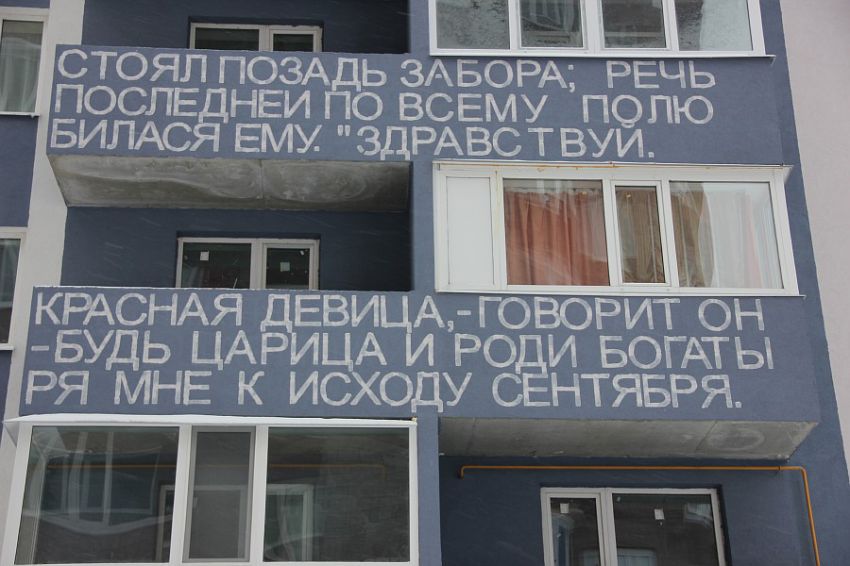 СТОЯЛ ПОЗАДЬ ЗАБОРА; РЕЧЬ
ПОСЛЕДНЕЙ ПО ВСЕМУ ПОЛЮ
БИЛАСЯ ЕМУ. "ЗДРАВСТВУЙ.
КРАСНАЯ ДЕВИЦА,-ГОВОРИТ ОН
-БУДЬ ЦАРИЦА И РОДИ БОГАТЫ
РЯ МНЕ К ИСХОДУ СЕНТЯБРЯ.